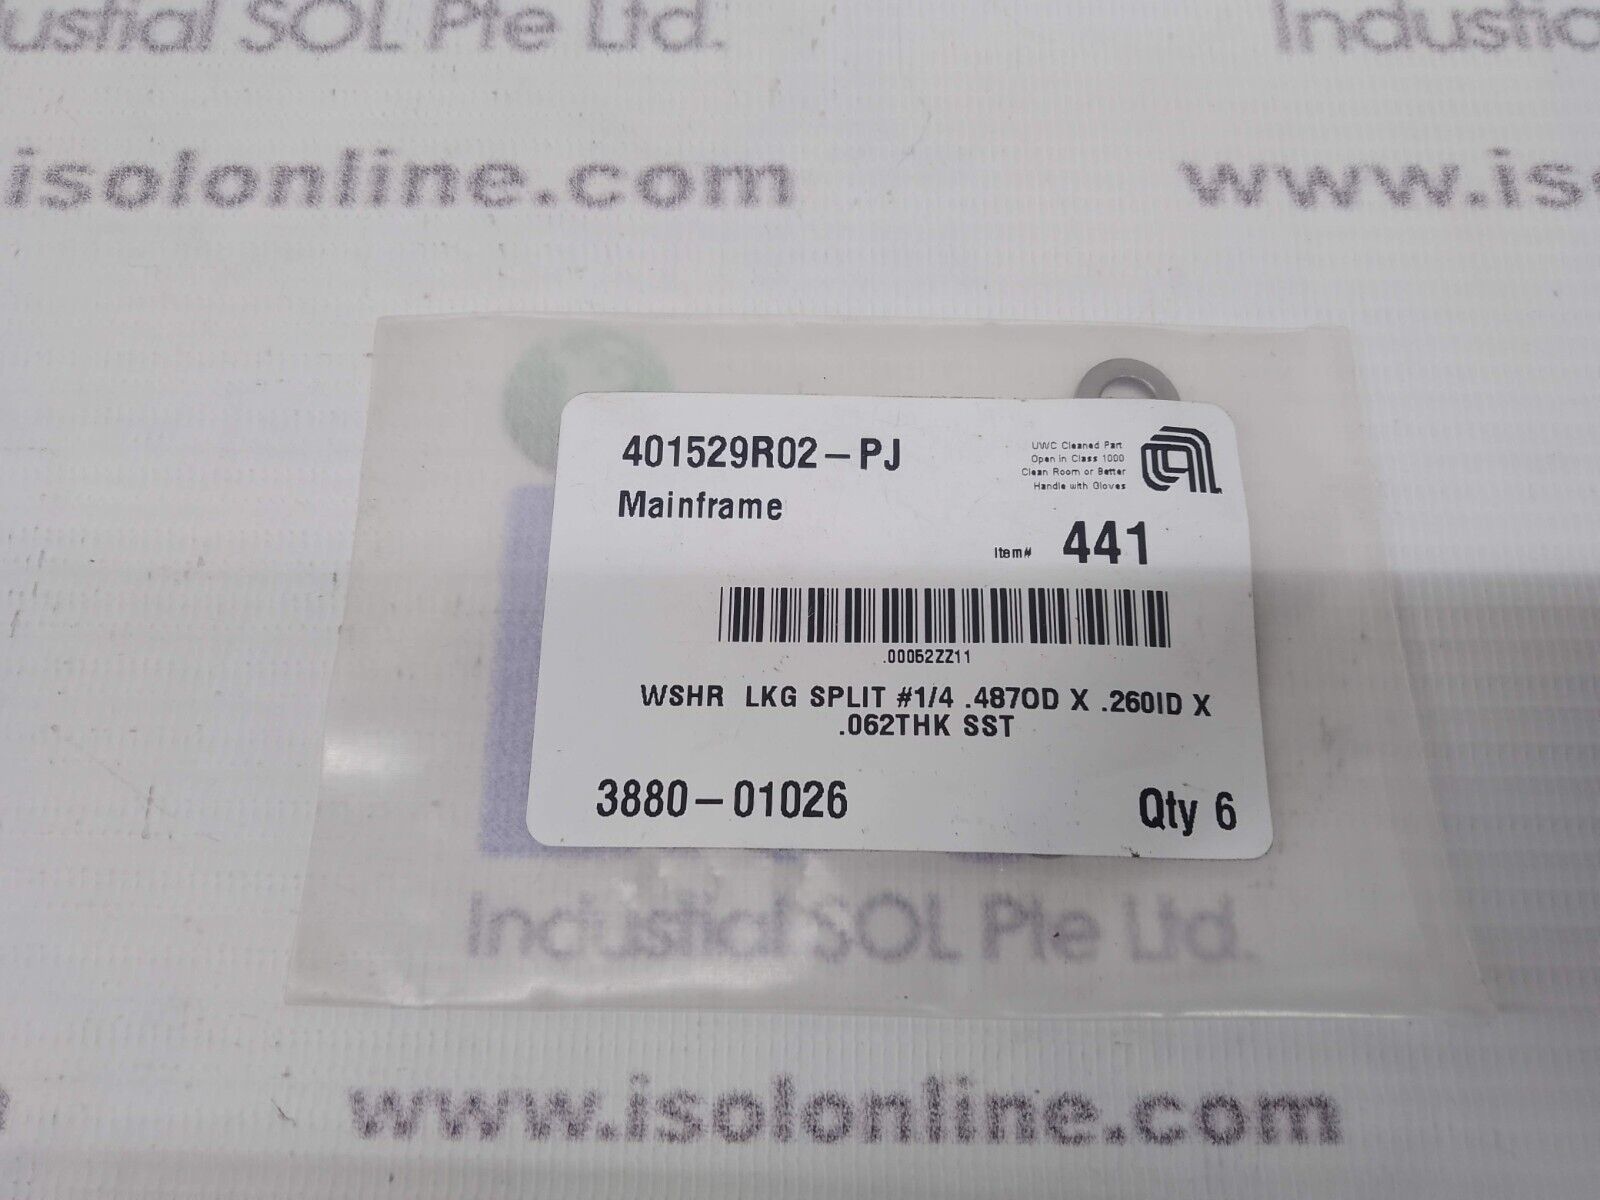 ustial SOL Pte Ltd.
Industia
isolonline.com
www.iso
401529R02-PJ
Mainframe
UWC Cleaned Part
Open in Class 1000
Clean Room or Better
Handle with Gloves
Item# 441
.00052ZZ11
WSHR LKG SPLIT #1/4 .487OD X .260ID X
.062THK SST
3880-01026
Qty 6
Industial SOL Pte Ltd.
www.isolonline.com